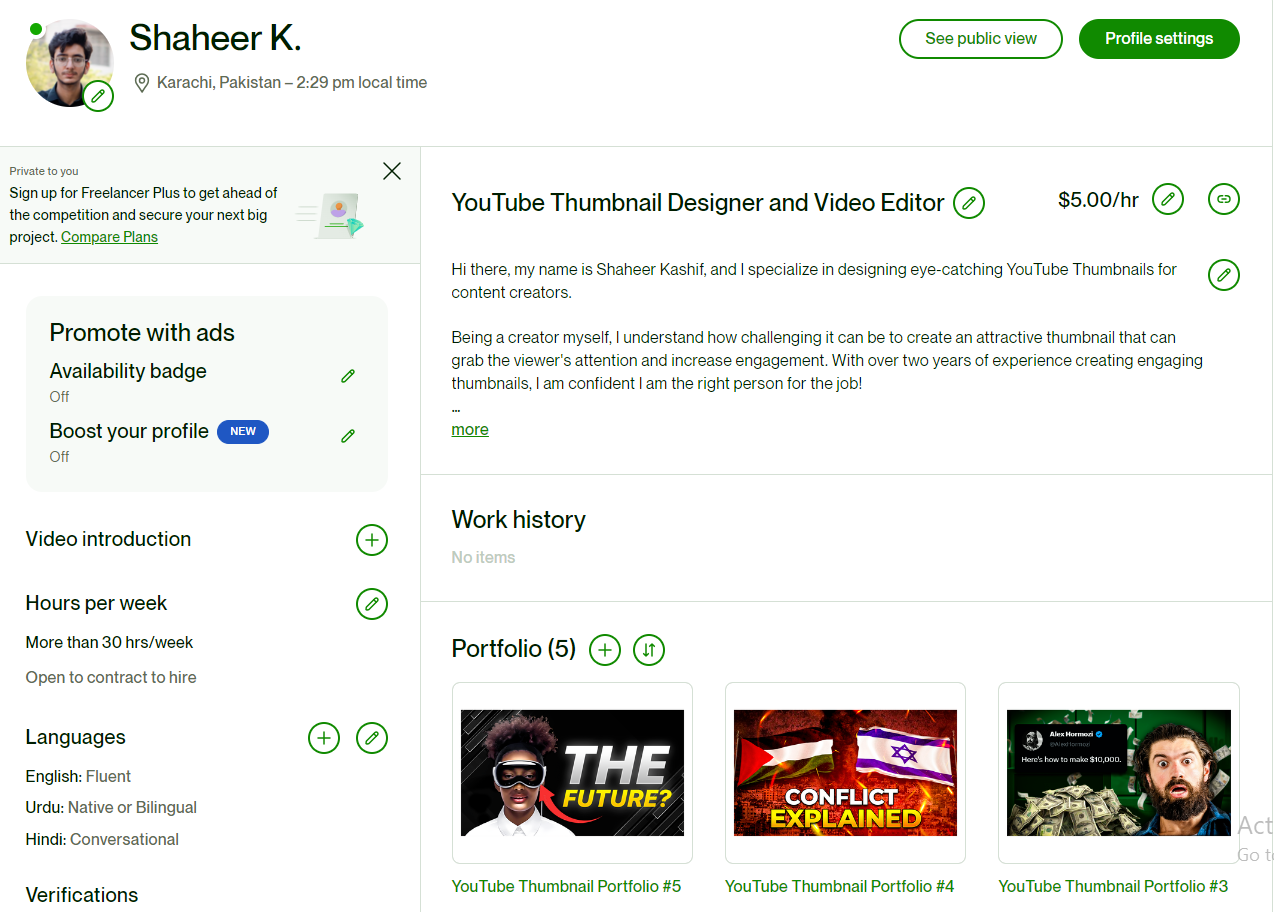 Shaheer K.
Karachi, Pakistan – 2:29 pm local time
See public view
Profile settings
Private to you
Sign up for Freelancer Plus to get ahead of
the competition and secure your next big
project. Compare Plans
Promote with ads
Availability badge
Off
Boost your profile NEW
Off
Video introduction
Hours per week
More than 30 hrs/week
Open to contract to hire
Languages
English: Fluent
Urdu: Native or Bilingual
Hindi: Conversational
Verifications
YouTube Thumbnail Designer and Video Editor
$5.00/hr
Hi there, my name is Shaheer Kashif, and I specialize in designing eye-catching YouTube Thumbnails for
content creators.
Being a creator myself, I understand how challenging it can be to create an attractive thumbnail that can
grab the viewer's attention and increase engagement. With over two years of experience creating engaging
thumbnails, I am confident I am the right person for the job!
...
more
Work history
No items
Portfolio (5)
THE
FUTURE?
YouTube Thumbnail Portfolio #5
CONFLICT
EXPLAINED
YouTube Thumbnail Portfolio #4
Alex Hormozi
@AlexHormozi
Here's how to make $10,000.
YouTube Thumbnail Portfolio #3
Act
Go to